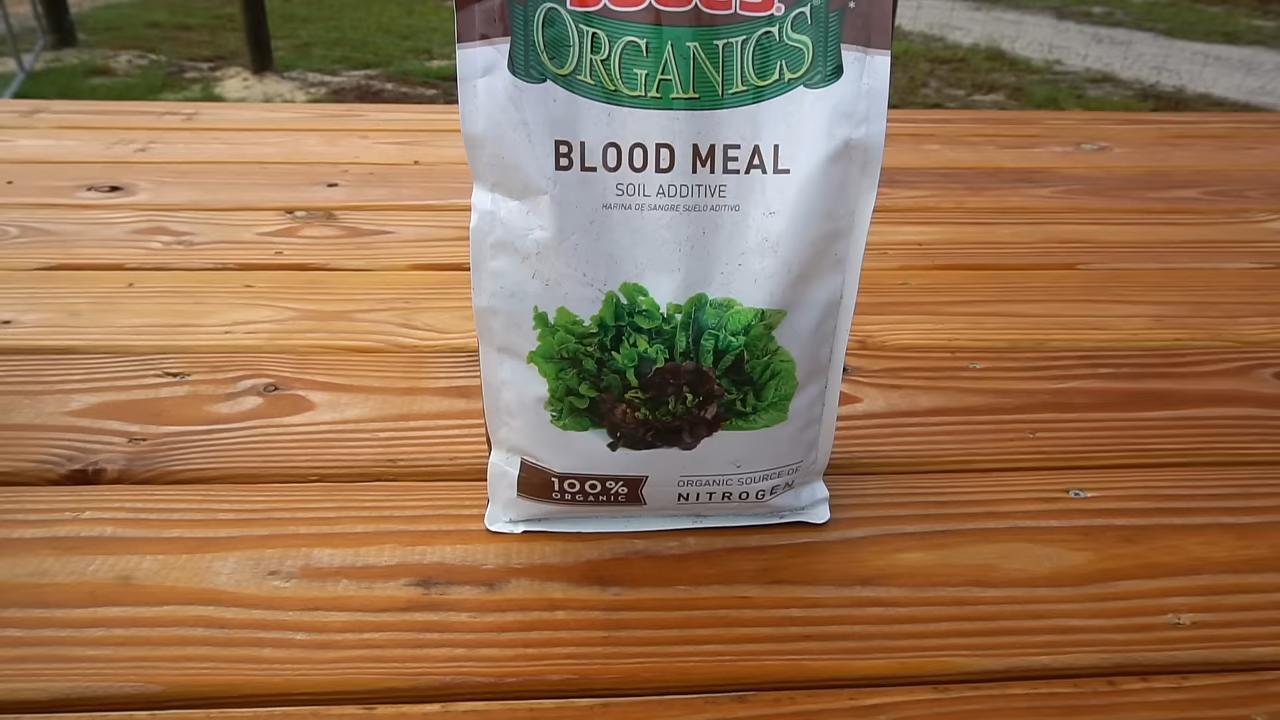 ORGANICS
BLOOD MEAL
SOIL ADDITIVE
HARINA DE SANGRE SUELO ADITIVO
100%
ORGANIC
ORGANIC SOURCE OF
NITROGEN